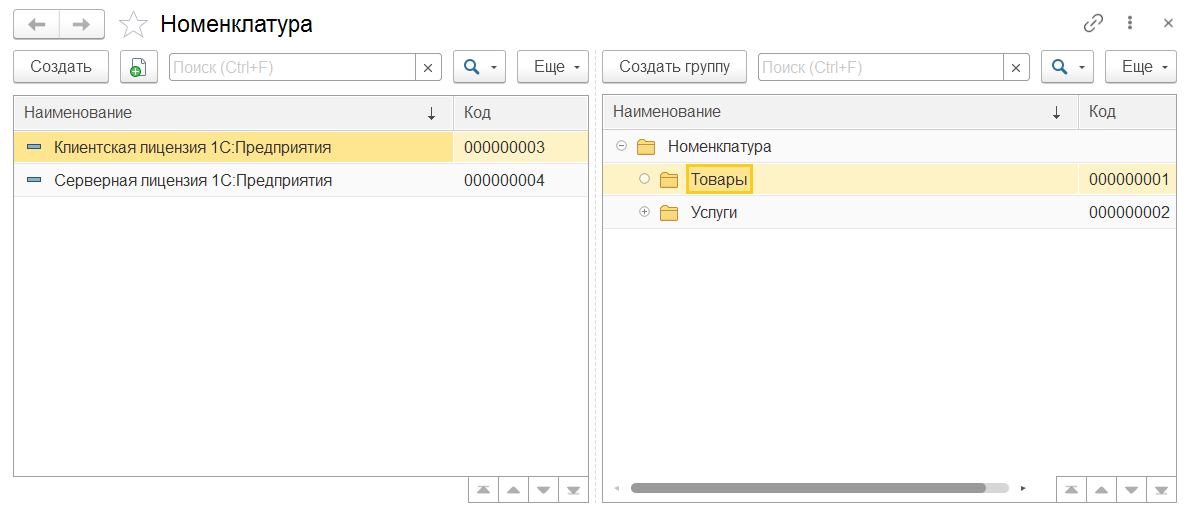 Номенклатура
Создать Поиск (Ctrl+F) Еще Создать группу Поиск (Ctrl+F) Еще
Наименование Код
Клиентская лицензия 1С:Предприятия 000000003
Серверная лицензия 1С:Предприятия 000000004
Наименование Код
Номенклатура
Товары 000000001
Услуги 000000002